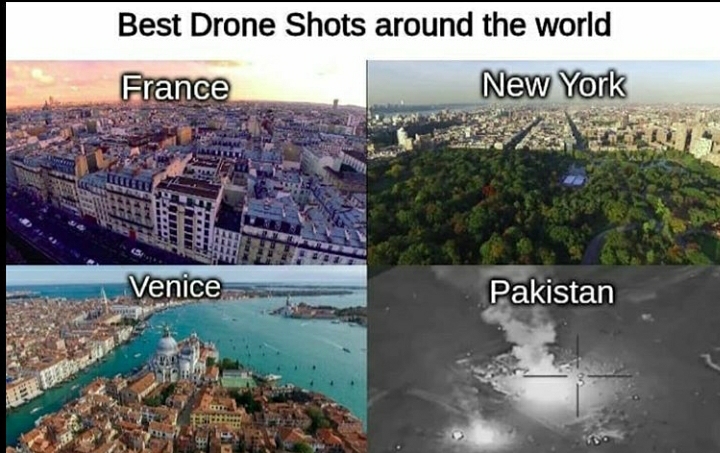 Best Drone Shots around the world
France
New York
Venice
Pakistan